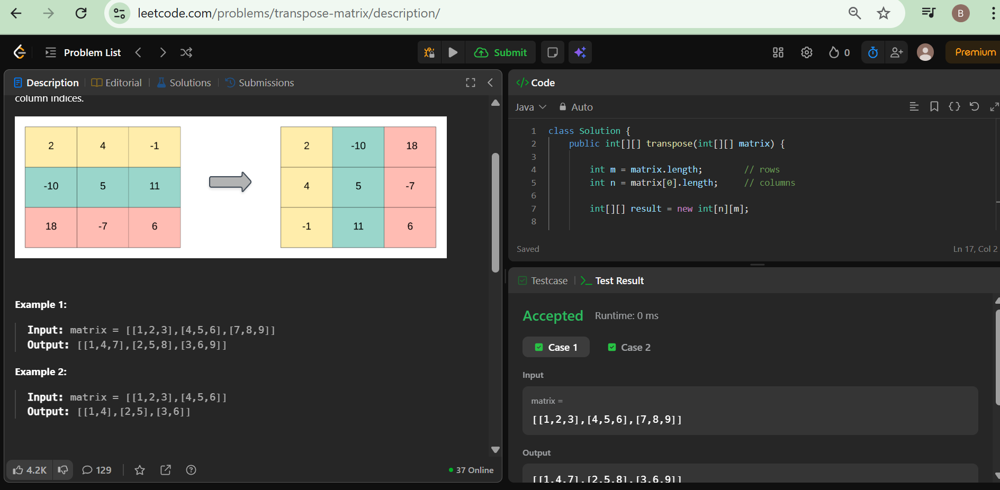 leetcode.com/problems/transpose-matrix/description/
B
Problem List
Submit
0
Premium
Description
Editorial
Solutions
Submissions
column indices.
2 4 -1
-10 5 11
18 -7 6
2 -10 18
4 5 -7
-1 11 6
Example 1:
Input: matrix = [[1,2,3],[4,5,6],[7,8,9]]
Output: [[1,4,7],[2,5,8],[3,6,9]]
Example 2:
Input: matrix = [[1,2,3],[4,5,6]]
Output: [[1,4],[2,5],[3,6]]
4.2K
129
37 Online
</> Code
Java
Auto
1 class Solution {
2 public int[][] transpose(int[][] matrix) {
3
4 int m = matrix.length; // rows
5 int n = matrix[0].length; // columns
6
7 int[][] result = new int[n][m];
8
Saved
Ln 17, Col 2
Testcase
>_ Test Result
Accepted
Runtime: 0 ms
Case 1
Case 2
Input
matrix =
[[1,2,3],[4,5,6],[7,8,9]]
Output
[[1,4,7],[2,5,8],[3,6,9]]